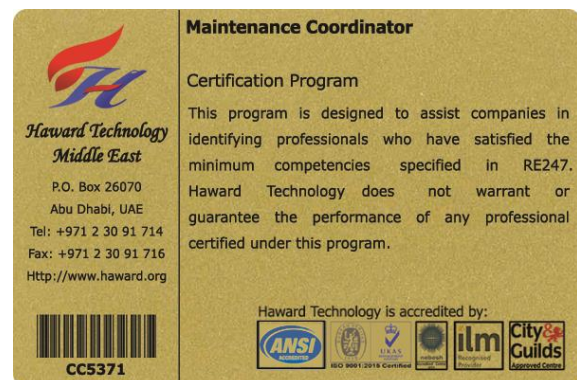 Haward Technology
Middle East
P.O. Box 26070
Abu Dhabi, UAE
Tel: +971 2 30 91 714
Fax: +971 2 30 91 716
Http://www.haward.org
CC5371
Maintenance Coordinator
Certification Program
This program is designed to assist companies in
identifying professionals who have satisfied the
minimum competencies specified in RE247.
Haward Technology does not warrant or
guarantee the performance of any professional
certified under this program.
Haward Technology is accredited by:
ANSI
ACCREDITED
UKAS
ISO 9001:2015 Certified
nebosh
ilm
Recognised
Provider
City&
Guilds
Approved Centre